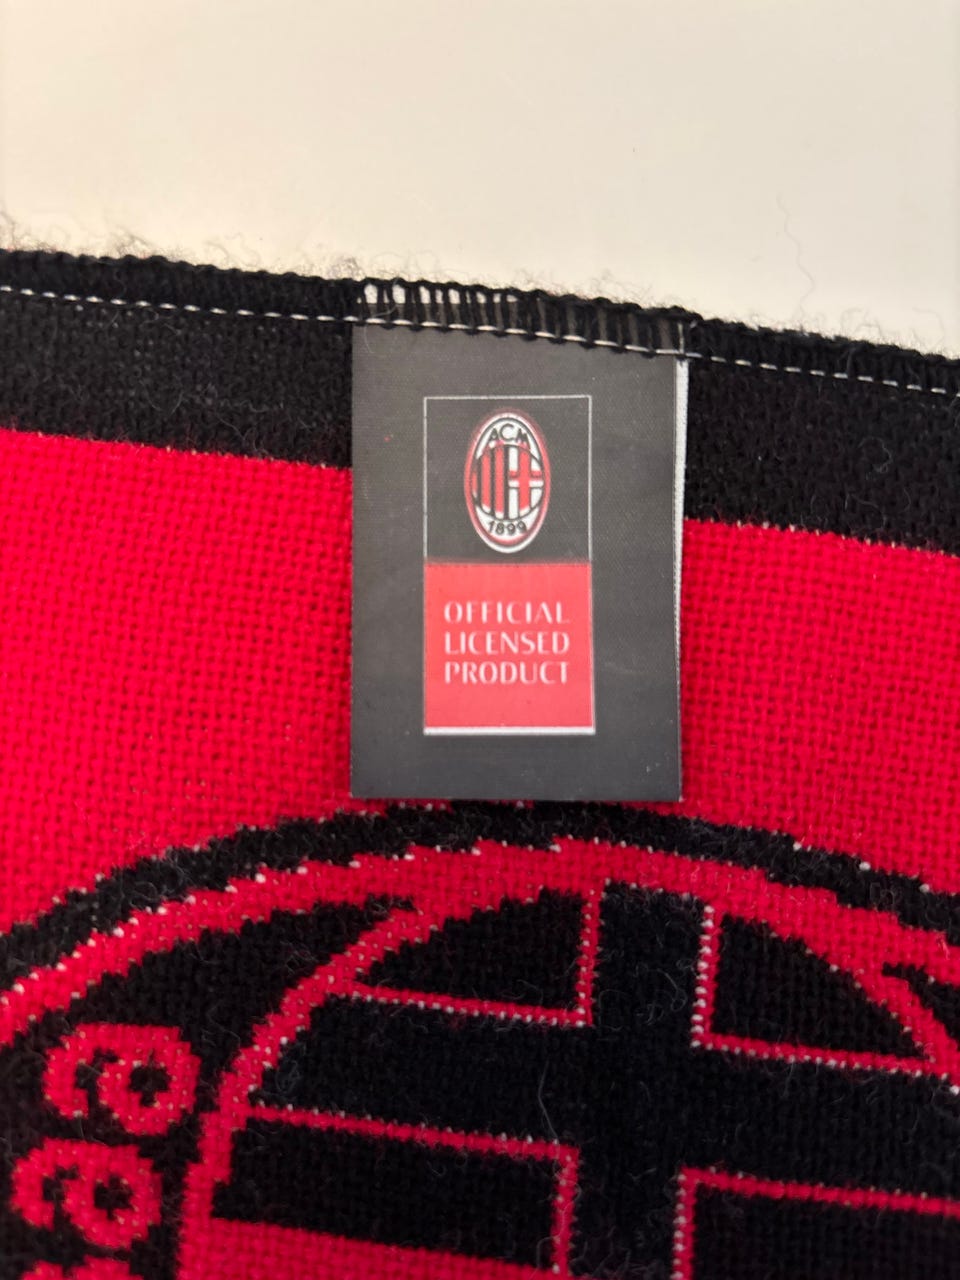 ACM
1899
OFFICIAL
LICENSED
PRODUCT